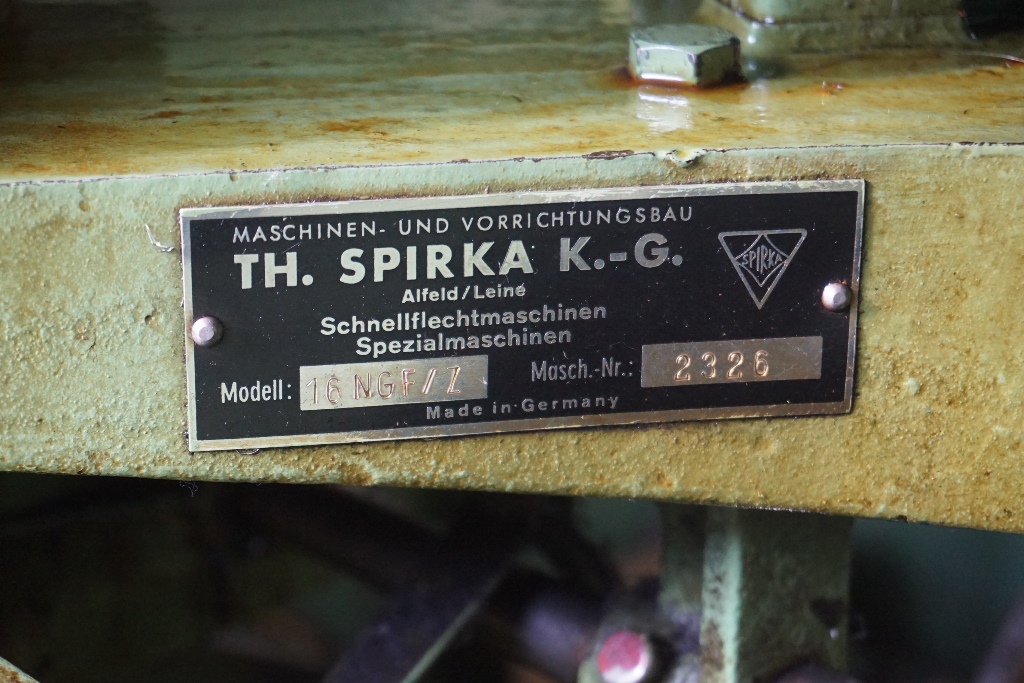 MASCHINEN- UND VORRICHTUNGSBAU
TH. SPIRKA K.-G.
SPIRKA
Alfeld/Leine
Schnellflechtmaschinen
Spezialmaschinen
Modell: 16 NGF/Z Masch.-Nr.: 2326
Made in Germany